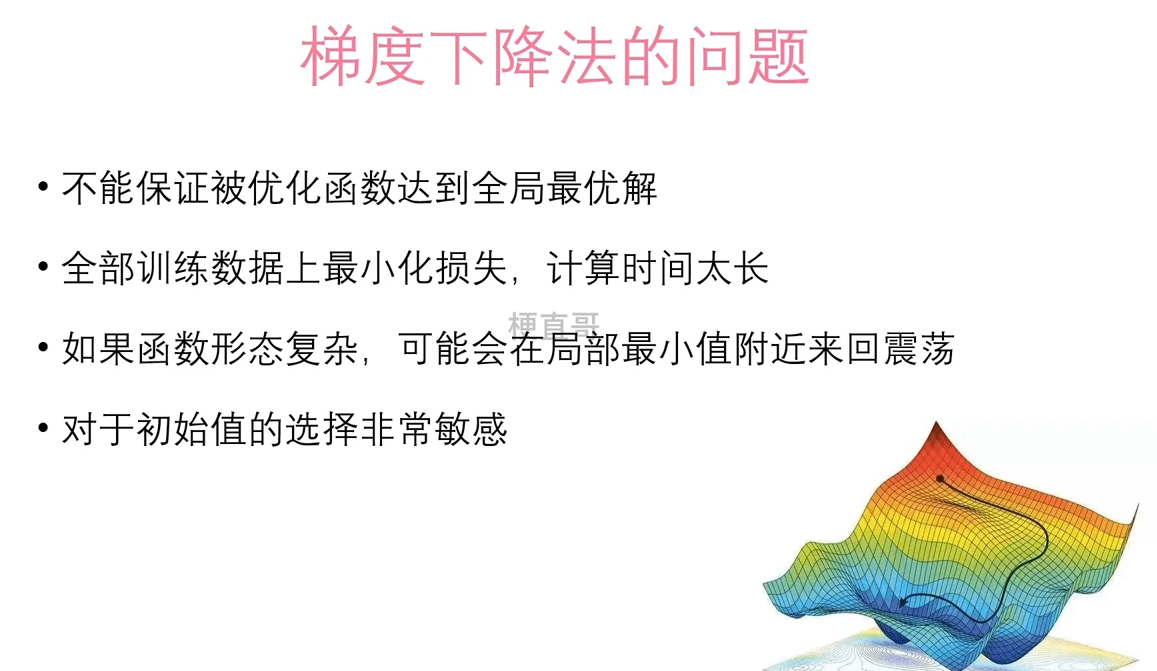 梯度下降法的问题
• 不能保证被优化函数达到全局最优解
• 全部训练数据上最小化损失，计算时间太长
梗直哥
• 如果函数形态复杂，可能会在局部最小值附近来回震荡
• 对于初始值的选择非常敏感